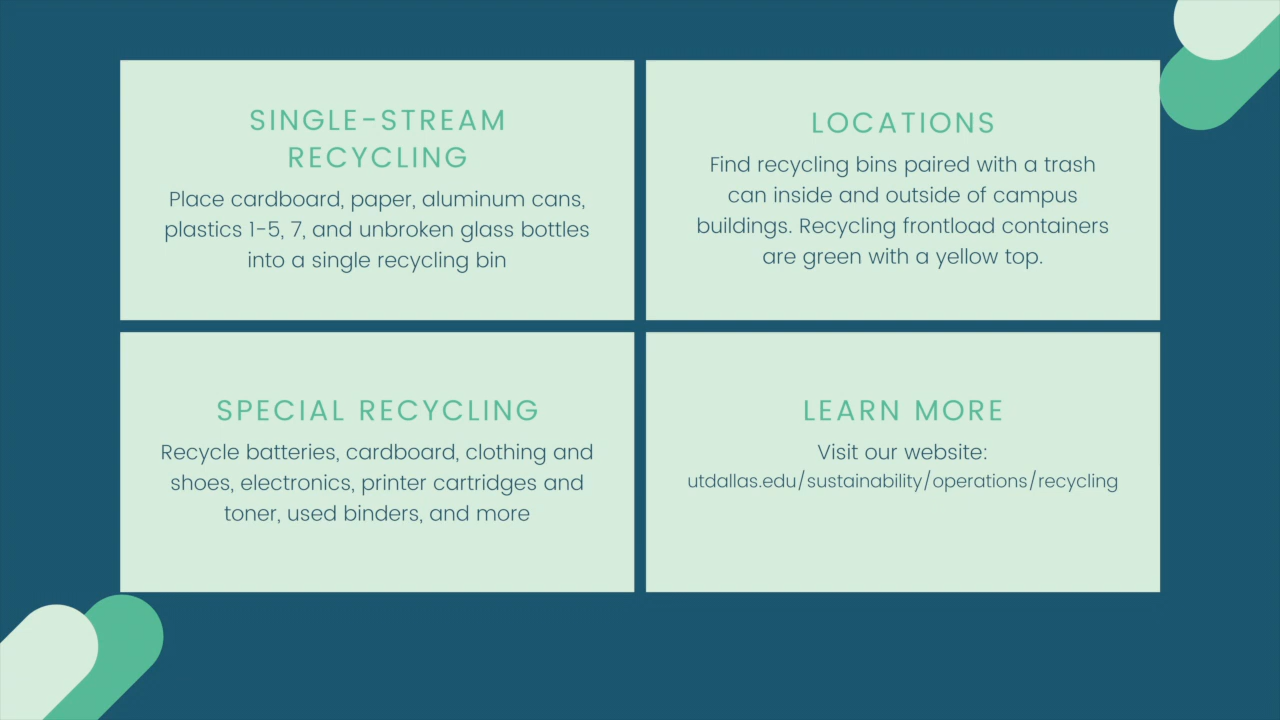 SINGLE-STREAM
RECYCLING
Place cardboard, paper, aluminum cans,
plastics 1-5, 7, and unbroken glass bottles
into a single recycling bin
LOCATIONS
Find recycling bins paired with a trash
can inside and outside of campus
buildings. Recycling frontload containers
are green with a yellow top.
SPECIAL RECYCLING
Recycle batteries, cardboard, clothing and
shoes, electronics, printer cartridges and
toner, used binders, and more
LEARN MORE
Visit our website:
utdallas.edu/sustainability/operations/recycling